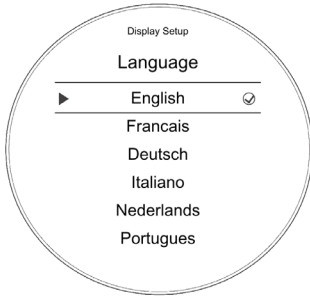 Display Setup
Language
English
Francais
Deutsch
Italiano
Nederlands
Portugues